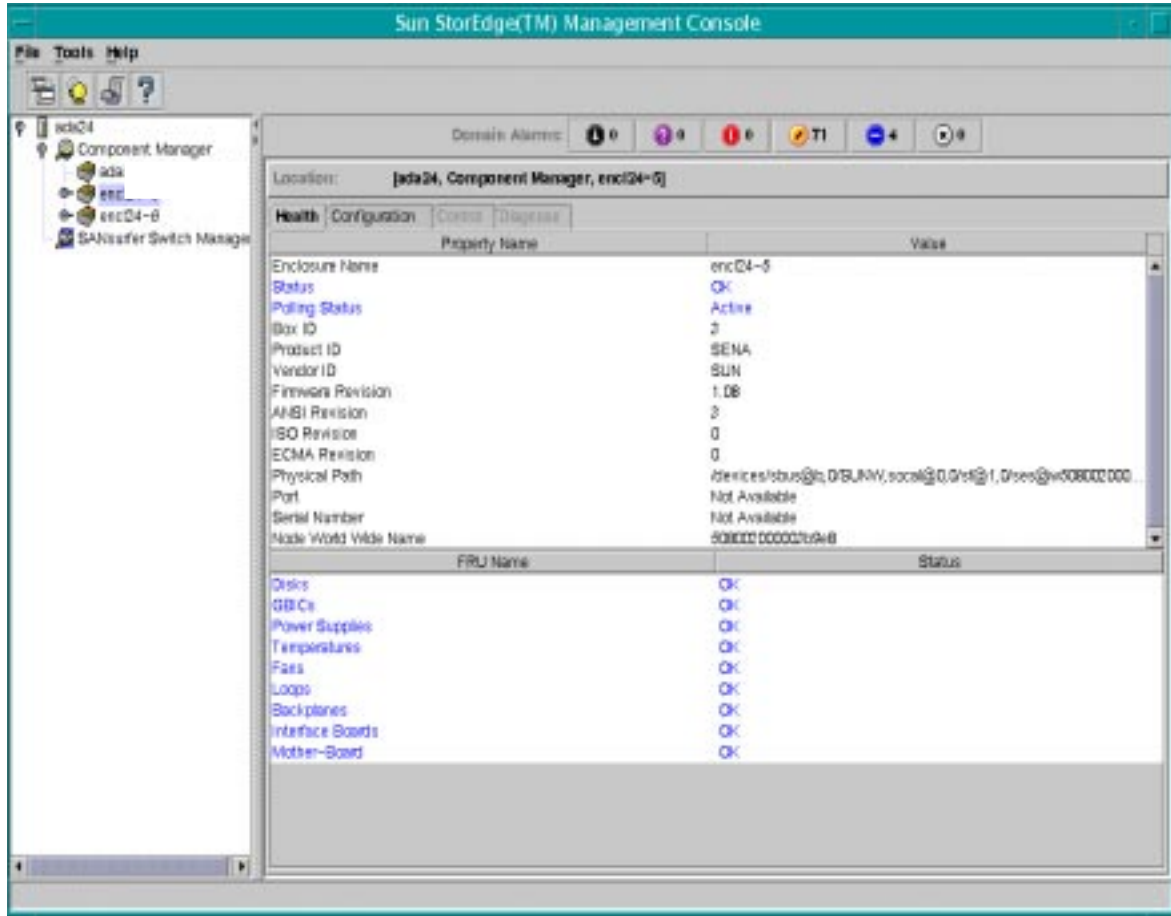 Sun StorEdge(TM) Management Console
File Tools Help
ada24
Component Manager
ada
encl24-6
SANsurfer Switch Manage
Domain Alarms: 0 0 0 71 4 0
Location: [ada24, Component Manager, encl24-5]
Health Configuration Control Diagnose
Property Name Value
Enclosure Name encl24-5
Status OK
Polling Status Active
Box ID
Product ID SENA
Vendor ID SUN
Firmware Revision 1.08
ANSI Revision
ISO Revision 0
ECMA Revision 0
Physical Path
Port Not Available
Serial Number Not Available
Node World Wide Name
FRU Name Status
Disks OK
GBICs OK
Power Supplies OK
Temperatures OK
Fans OK
Loops OK
Backplanes OK
Interface Boards OK
Mother-Board OK